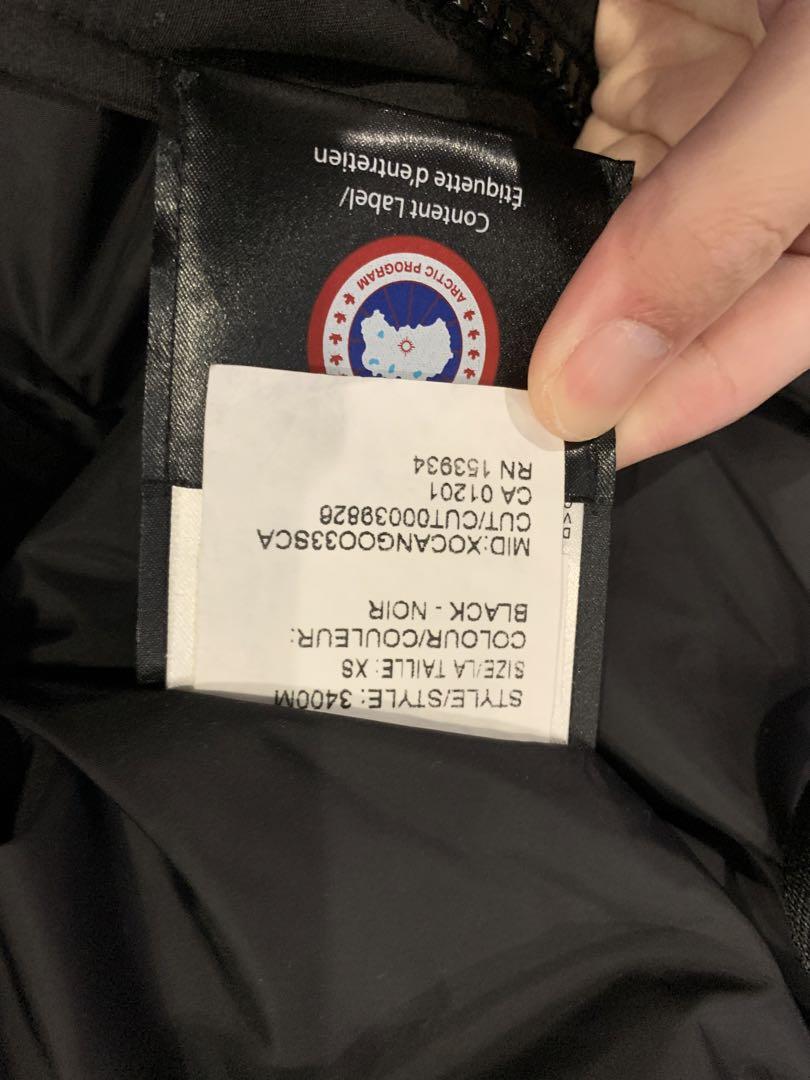 STYLE/STYLE: 3400M
SIZE/LA TAILLE: XS
COLOUR/COULEUR:
BLACK - NOIR
MID:XOCANGOO33SCA
CUT/CUT00039826
CA 01201
RN 153934
ARCTIC PROGRAM
Content Label/
Étiquette d'entretien